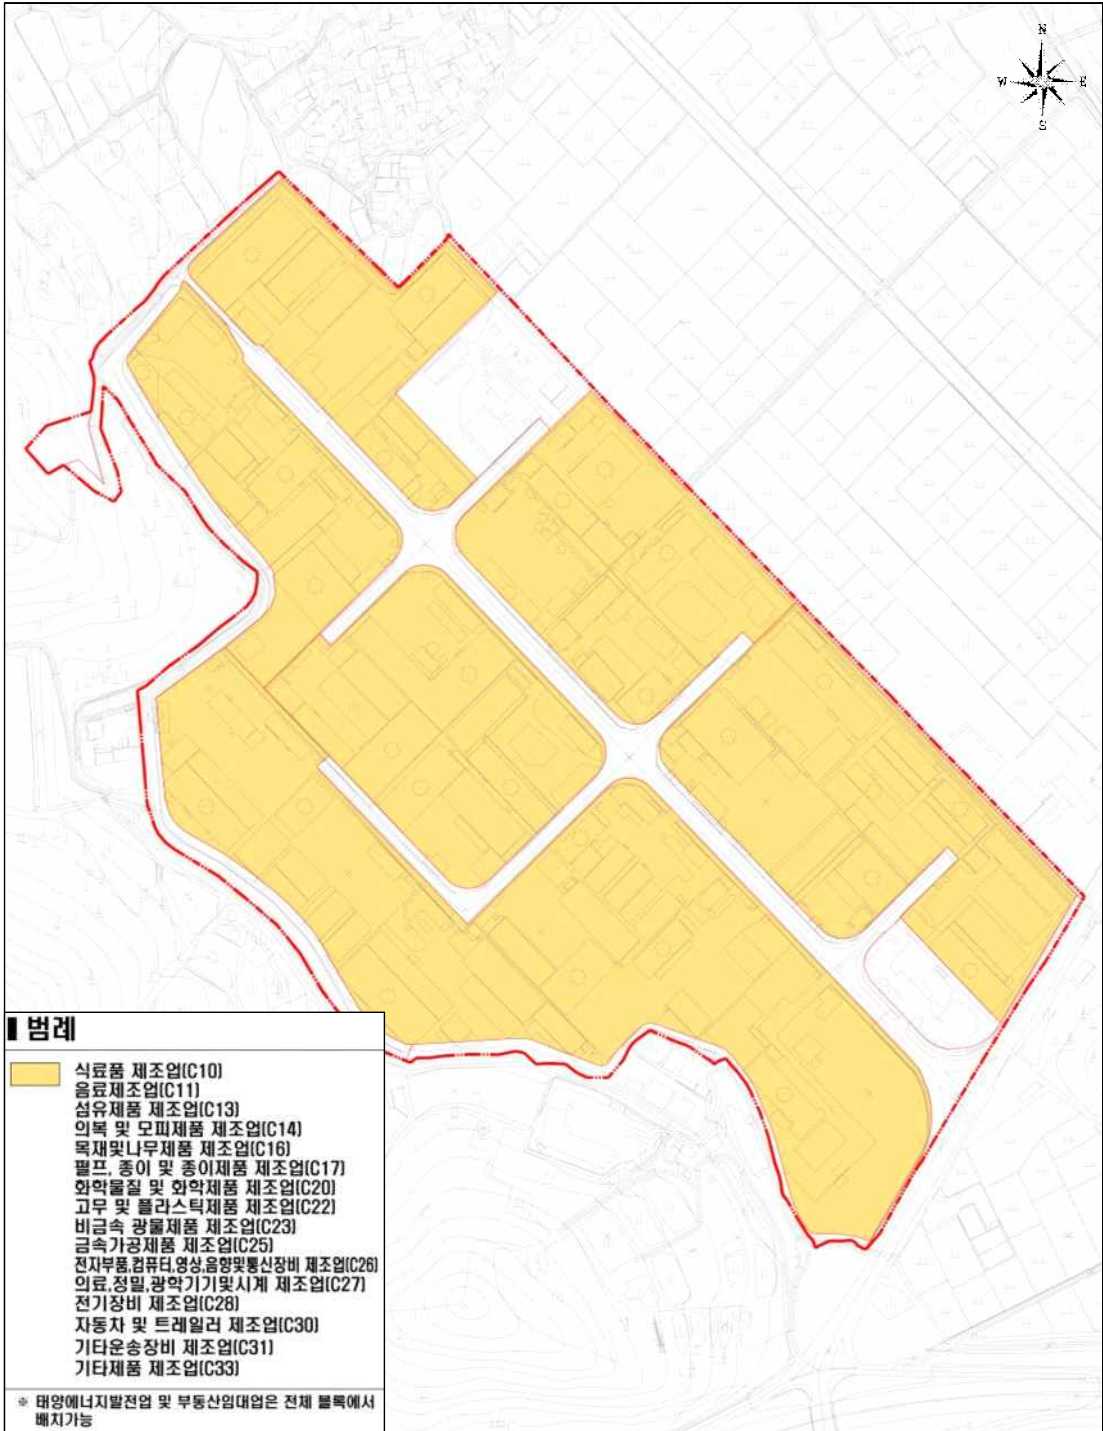 N
W E
S
범례
식료품 제조업(C10)
음료제조업(C11)
섬유제품 제조업(C13)
의복 및 모피제품 제조업(C14)
목재및나무제품 제조업(C16)
펄프, 종이 및 종이제품 제조업(C17)
화학물질 및 화학제품 제조업(C20)
고무 및 플라스틱제품 제조업(C22)
비금속 광물제품 제조업(C23)
금속가공제품 제조업(C25)
전자부품,컴퓨터,영상,음향및통신장비 제조업(C26)
의료,정밀,광학기기및시계 제조업(C27)
전기장비 제조업(C28)
자동차 및 트레일러 제조업(C30)
기타운송장비 제조업(C31)
기타제품 제조업(C33)
※ 태양에너지발전업 및 부동산임대업은 전체 블록에서
배치가능